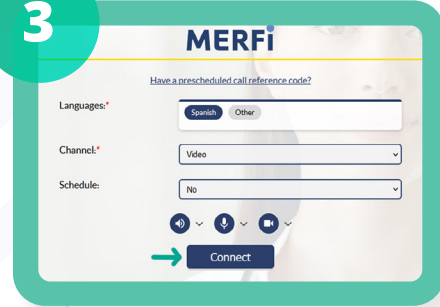 3
MERFi
Have a prescheduled call reference code?
Languages:*
Spanish Other
Channel:*
Video
Schedule:
No
Connect